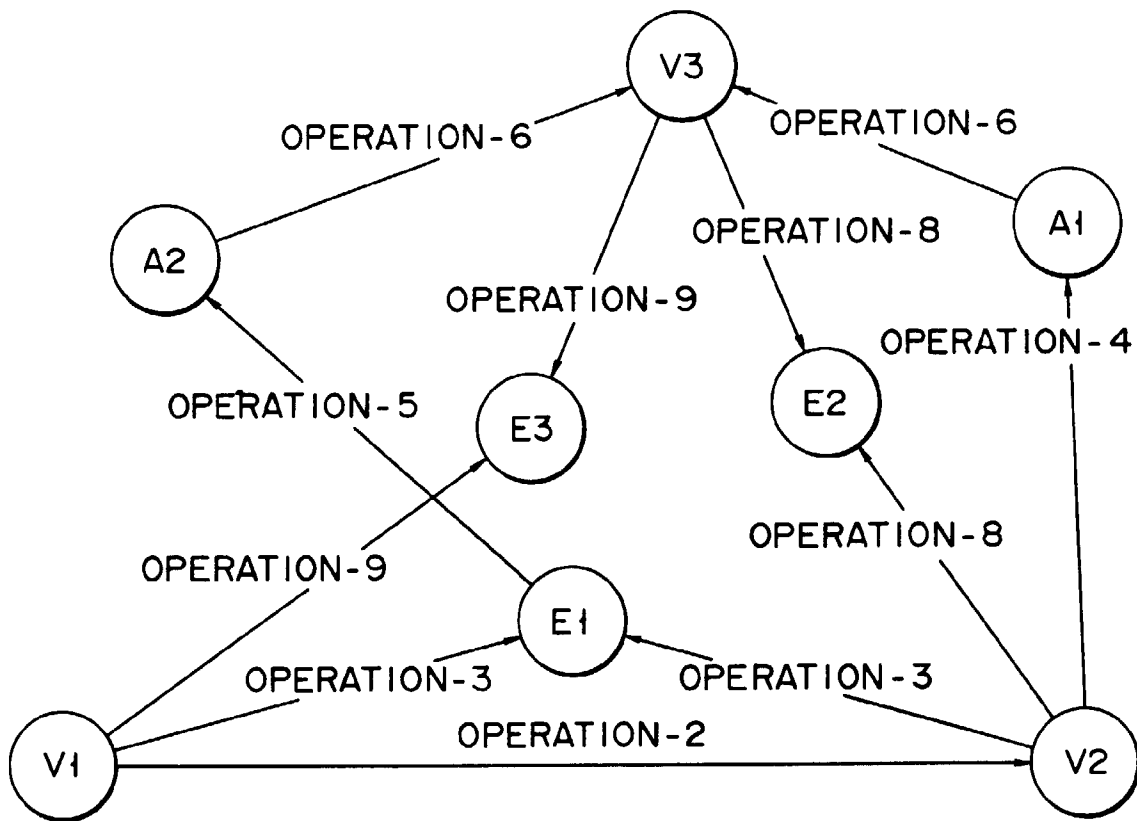 V3
OPERATION-6
OPERATION-6
A2
A1
OPERATION-8
OPERATION-9
OPERATION-4
OPERATION-5
E3
E2
OPERATION-9
OPERATION-8
E1
OPERATION-3
OPERATION-3
OPERATION-2
V1
V2